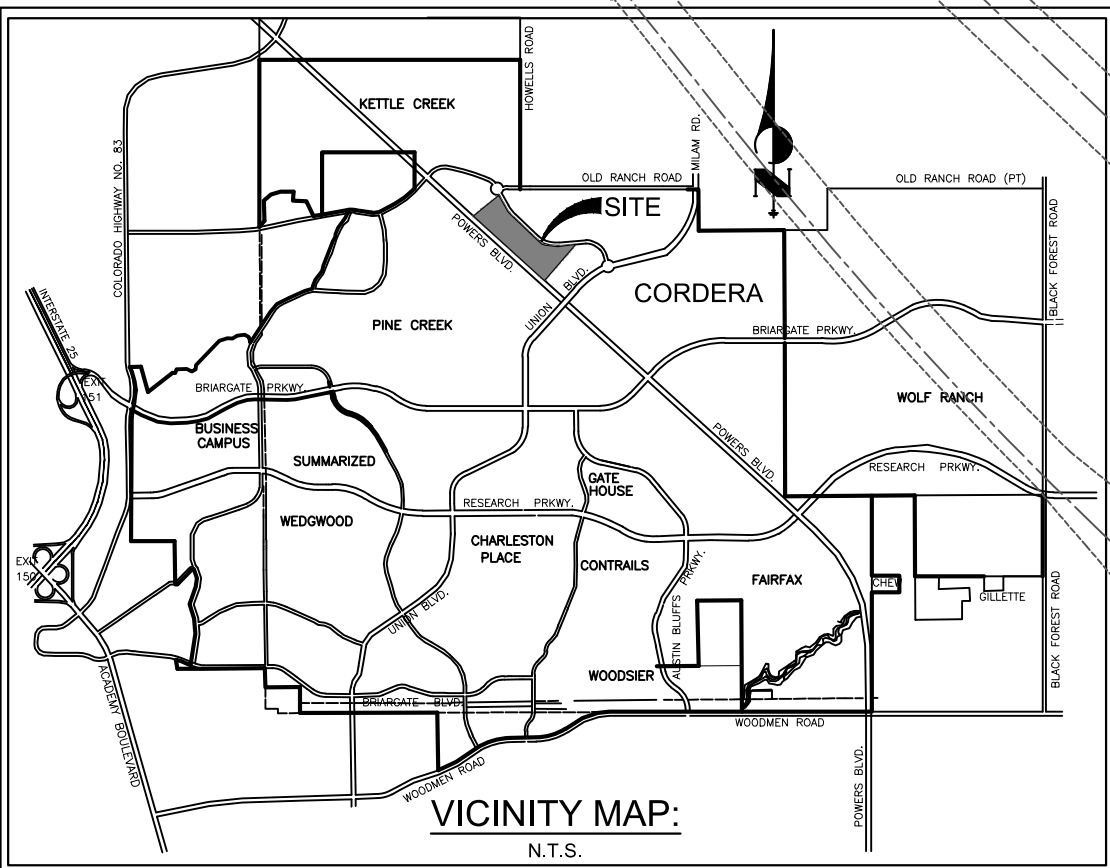 HOWELLS ROAD
KETTLE CREEK
COLORADO HIGHWAY NO. 83
MILAM RD.
OLD RANCH ROAD
OLD RANCH ROAD (PT)
SITE
POWERS BLVD.
BLACK FOREST ROAD
UNION BLVD.
CORDERA
INTERSTATE 25
PINE CREEK
BRIARGATE PRKWY.
EXIT
151
BRIARGATE PRKWY.
WOLF RANCH
BUSINESS
CAMPUS
POWERS BLVD.
SUMMARIZED
RESEARCH PRKWY.
GATE
HOUSE
RESEARCH PRKWY.
WEDGWOOD
CHARLESTON
PLACE
CONTRAILS
EXIT
150
AUSTIN BLUFFS PRKWY.
FAIRFAX
CHEV
GILLETTE
UNION BLVD.
BLACK FOREST ROAD
WOODSIER
ACADEMY BOULEVARD
BRIARGATE BLVD.
WOODMEN ROAD
WOODMEN ROAD
POWERS BLVD.
VICINITY MAP:
N.T.S.